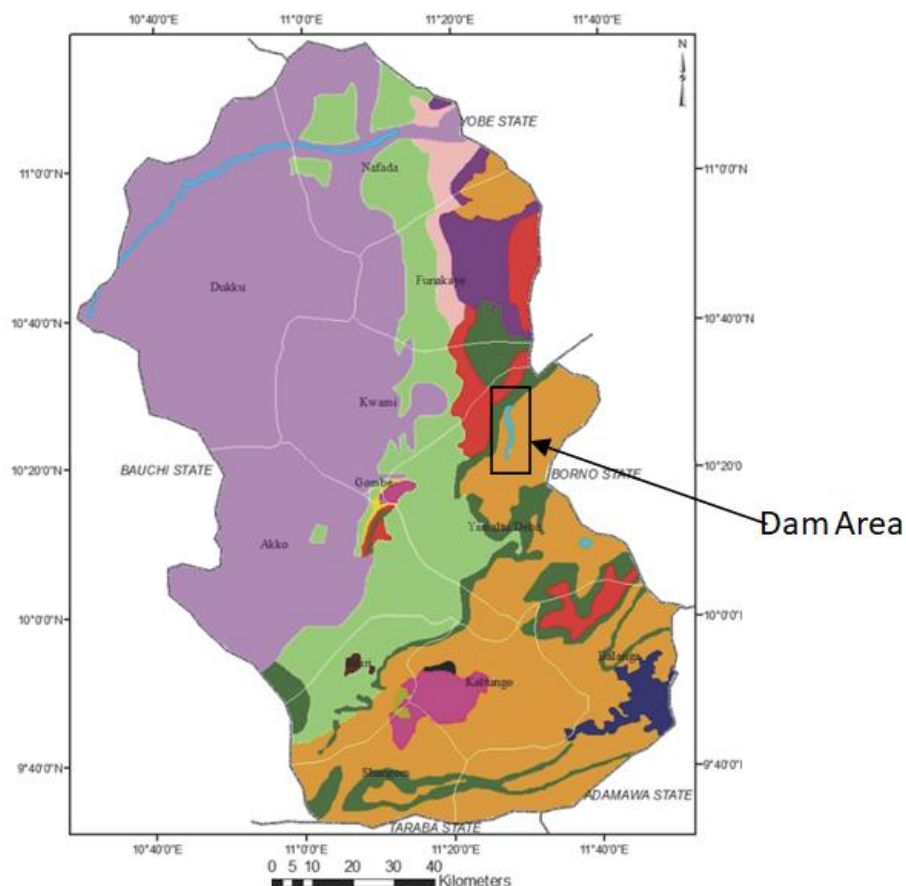 10°40'0"E 11°0'0"E 11°20'0"E 11°40'0"E
N
S
YOBE STATE
11°0'0"N 11°0'0"N
Nafada
Dukku
Funakaye
10°40'0"N 10°40'0"N
Kwami
10°20'0"N
BAUCHI STATE
10°20'0
BORNO STATE
Gombe
Dam Area
Akko
10°0'0"N 10°0'0"I
Balanga
Kaltungo
9°40'0"N 9°40'0"I
Shongom
ADAMAWA STATE
TARABA STATE
10°40'0"E 11°0'0"E 11°20'0"E 11°40'0"E
0 5 10 20 30 40
Kilometers